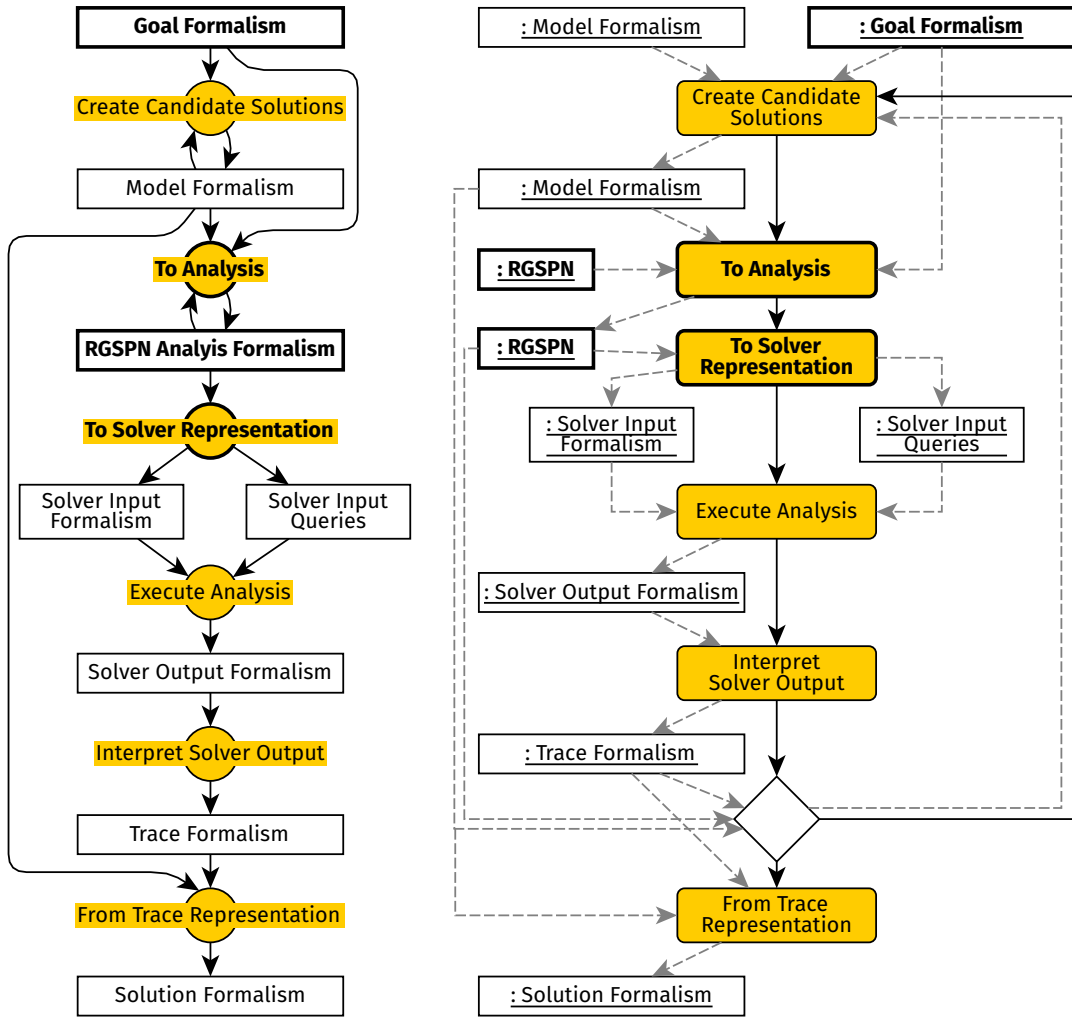 Goal Formalism
Create Candidate Solutions
Model Formalism
To Analysis
RGSPN Analyis Formalism
To Solver Representation
Solver Input
Formalism
Solver Input
Queries
Execute Analysis
Solver Output Formalism
Interpret Solver Output
Trace Formalism
From Trace Representation
Solution Formalism
: Model Formalism
: Goal Formalism
Create Candidate
Solutions
: Model Formalism
: RGSPN
To Analysis
: RGSPN
To Solver
Representation
: Solver Input
Formalism
: Solver Input
Queries
Execute Analysis
: Solver Output Formalism
Interpret
Solver Output
: Trace Formalism
From Trace
Representation
: Solution Formalism